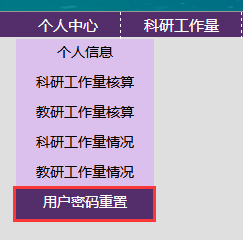 个人中心 科研工作量
个人信息
科研工作量核算
教研工作量核算
科研工作量情况
教研工作量情况
用户密码重置